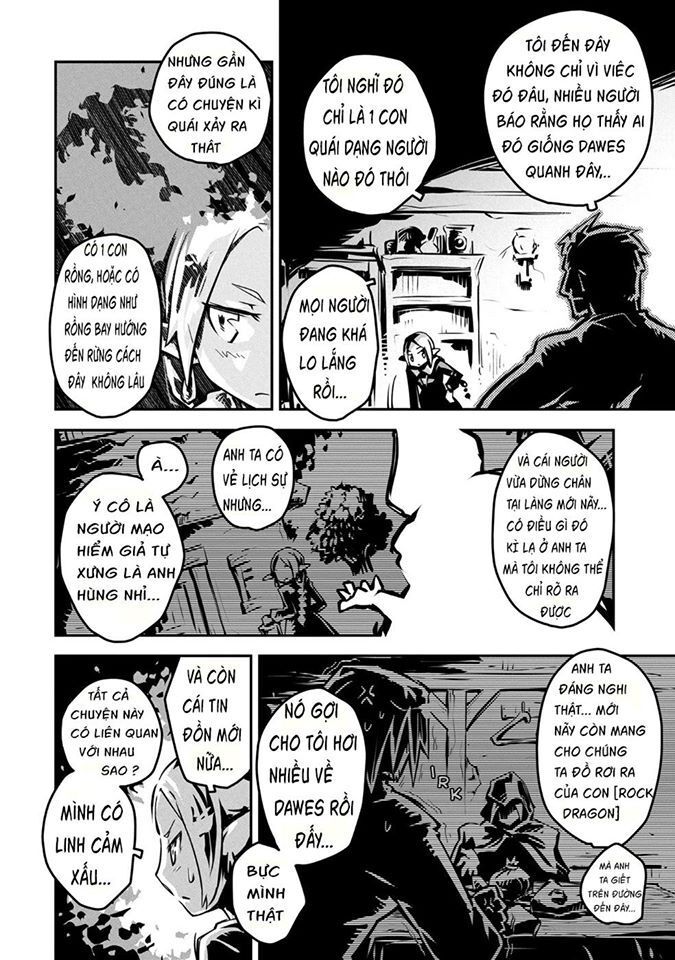 TÔI ĐẾN ĐÂY
KHÔNG CHỈ VÌ VIỆC
ĐÓ ĐÂU, NHIỀU NGƯỜI
BÁO RẰNG HỌ THẤY AI
ĐÓ GIỐNG DAWES
QUANH ĐÂY...
TÔI NGHĨ ĐÓ
CHỈ LÀ 1 CON
QUÁI DẠNG NGƯỜI
NÀO ĐÓ THÔI
MỌI NGƯỜI
ĐANG KHÁ
LO LẮNG
RỒI...
NHƯNG GẦN
ĐÂY ĐÚNG LÀ
CÓ CHUYỆN KÌ
QUÁI XẢY RA
THẬT
CÓ 1 CON
RỒNG, HOẶC CÓ
HÌNH DẠNG NHƯ
RỒNG BAY HƯỚNG
ĐẾN RỪNG CÁCH
ĐÂY KHÔNG LÂU
VÀ CÁI NGƯỜI
VỪA DỪNG CHÂN
TẠI LÀNG MỚI NÃY...
CÓ ĐIỀU GÌ ĐÓ
KÌ LẠ Ở ANH TA
MÀ TÔI KHÔNG THỂ
CHỈ RÕ RA
ĐƯỢC
ANH TA CÓ
VẺ LỊCH SỰ
NHƯNG...
À...
Ý CÔ LÀ
NGƯỜI MẠO
HIỂM GIẢ TỰ
XƯNG LÀ ANH
HÙNG NHỈ...
ANH TA
ĐÁNG NGHI
THẬT... MỚI
NÃY CÒN MANG
CHO CHÚNG
TA ĐỒ RƠI RA
CỦA CON [ROCK
DRAGON]
MÀ ANH
TA GIẾT
TRÊN ĐƯỜNG
ĐẾN ĐÂY...
IRK
NÓ GỢI
CHO TÔI HƠI
NHIỀU VỀ
DAWES RỒI
ĐẤY...
BỰC
MÌNH
THẬT
VÀ CÒN
CÁI TIN
ĐỒN MỚI
NỮA...
TẤT CẢ
CHUYỆN NÀY
CÓ LIÊN QUAN
VỚI NHAU
SAO ?
MÌNH CÓ
LINH CẢM
XẤU...